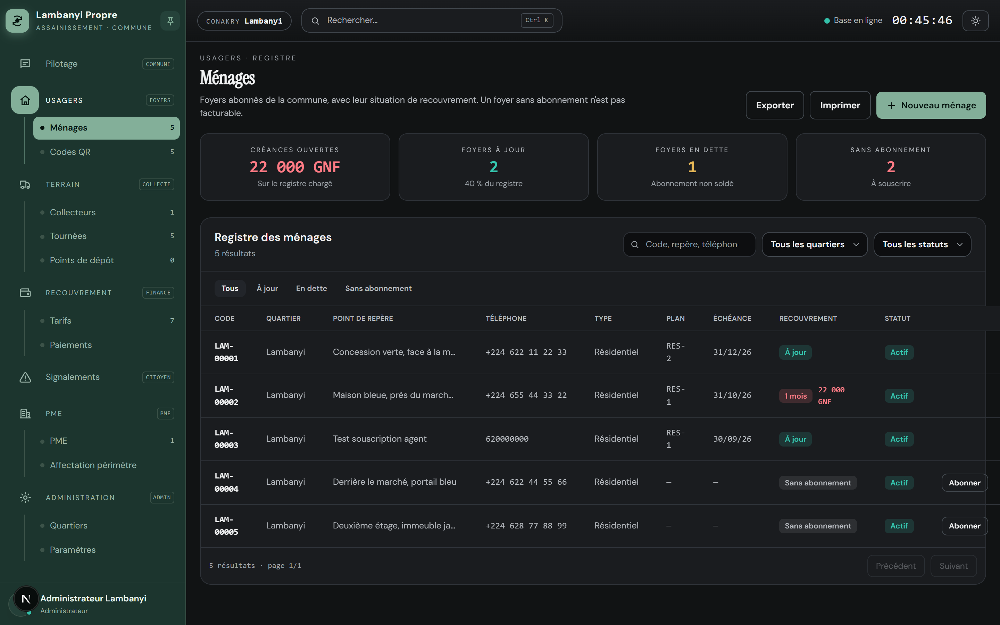 Lambanyi Propre
ASSAINISSEMENT · COMMUNE
Pilotage COMMUNE
USAGERS FOYERS
Ménages 5
Codes QR 5
TERRAIN COLLECTE
Collecteurs 1
Tournées 5
Points de dépôt 0
RECOUVREMENT FINANCE
Tarifs 7
Paiements
Signalements CITOYEN
PME PME
PME 1
Affectation périmètre
ADMINISTRATION ADMIN
Quartiers
Paramètres
N
Administrateur Lambanyi
Administrateur
CONAKRY Lambanyi
Rechercher...
Ctrl K
Base en ligne
00:45:46
USAGERS · REGISTRE
Ménages
Foyers abonnés de la commune, avec leur situation de recouvrement. Un foyer sans abonnement n'est pas
facturable.
Exporter
Imprimer
+ Nouveau ménage
CRÉANCES OUVERTES
22 000 GNF
Sur le registre chargé
FOYERS À JOUR
2
40 % du registre
FOYERS EN DETTE
1
Abonnement non soldé
SANS ABONNEMENT
2
À souscrire
Registre des ménages
5 résultats
Code, repère, téléphon
Tous les quartiers
Tous les statuts
Tous À jour En dette Sans abonnement
CODE QUARTIER POINT DE REPÈRE TÉLÉPHONE TYPE PLAN ÉCHÉANCE RECOUVREMENT STATUT
LAM-
00001
Lambanyi
Concession verte, face à la m...
+224 622 11 22 33
Résidentiel
RES-
2
31/12/26
À jour
Actif
LAM-
00002
Lambanyi
Maison bleue, près du march...
+224 655 44 33 22
Résidentiel
RES-
1
31/10/26
1 mois
22 000
GNF
Actif
LAM-
00003
Lambanyi
Test souscription agent
620000000
Résidentiel
RES-
1
30/09/26
À jour
Actif
LAM-
00004
Lambanyi
Derrière le marché, portail bleu
+224 622 44 55 66
Résidentiel
—
—
Sans abonnement
Actif
Abonner
LAM-
00005
Lambanyi
Deuxième étage, immeuble ja...
+224 628 77 88 99
Résidentiel
—
—
Sans abonnement
Actif
Abonner
5 résultats · page 1/1
Précédent
Suivant